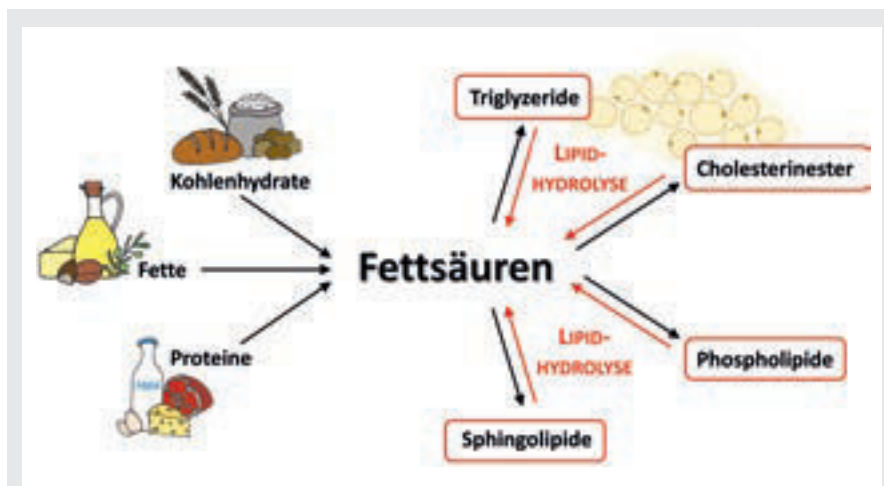 Triglyzeride
Kohlenhydrate
LIPID-
HYDROLYSE
Cholesterinester
Fette
Fettsäuren
Proteine
LIPID-
HYDROLYSE
Phospholipide
Sphingolipide